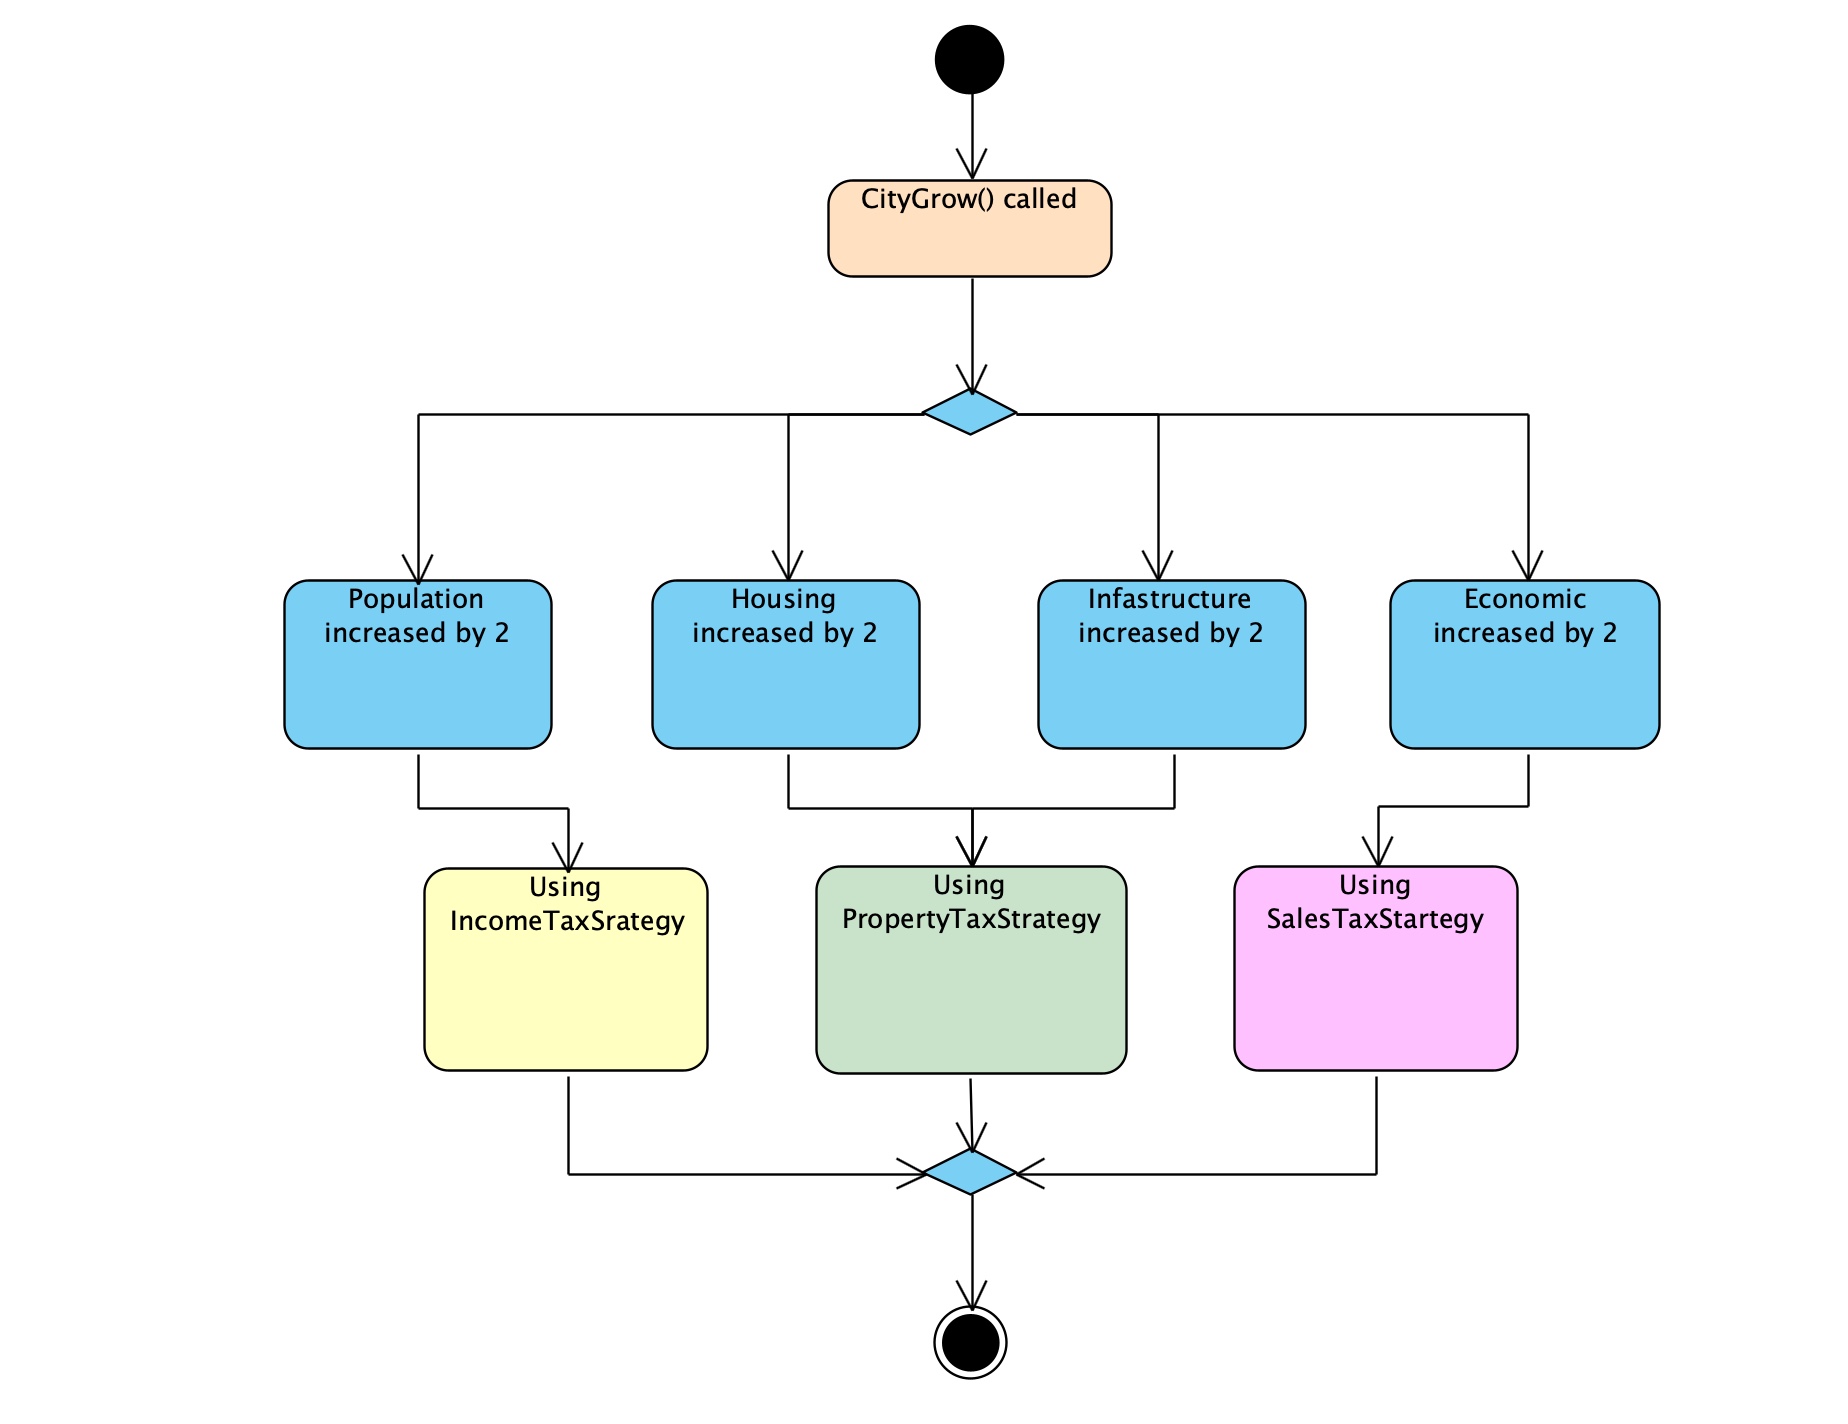 CityGrow() called
Population
increased by 2
Housing
increased by 2
Infastructure
increased by 2
Economic
increased by 2
Using
IncomeTaxSrategy
Using
PropertyTaxStrategy
Using
SalesTaxStartegy